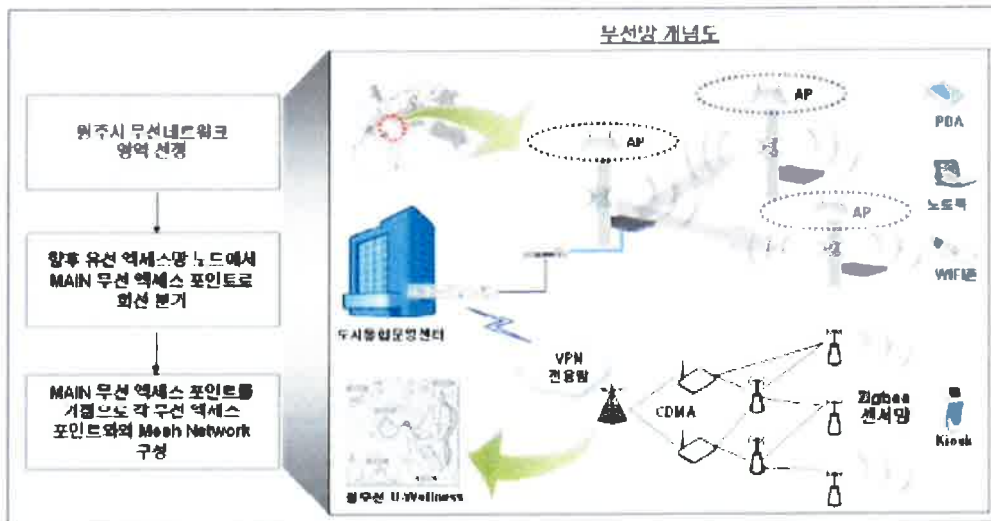 무선망 개념도
원주시 무선네트워크
영역 선정
향후 유선 엑세스망 노드에서
MAIN 무선 엑세스 포인트로
회선 분기
MAIN 무선 엑세스 포인트를
거점으로 각 무선 엑세스
포인트와의 Mesh Network
구성
AP
AP
AP
PDA
노트북
WIFI폰
도시통합운영센터
VPN
전용망
CDMA
Zigbee
센서망
Kiosk
U-Wellness